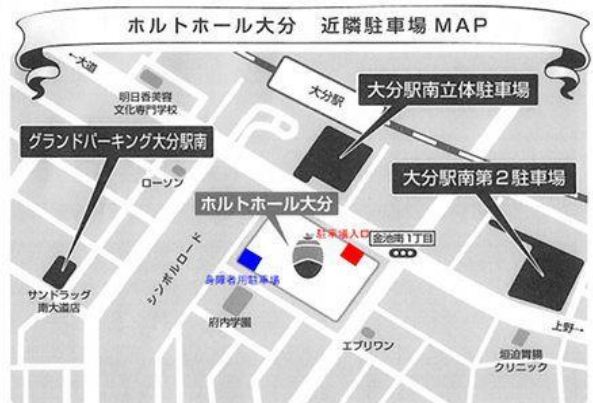 ホルトホール大分 近隣駐車場 MAP
←大道
明日香美容
文化専門学校
大分駅
大分駅南立体駐車場
グランドパーキング大分駅南
ローソン
大分駅南第2駐車場
ホルトホール大分
駐車場入口
金池南1丁目
シンボルロード
身障者用駐車場
サンドラッグ
南大道店
府内学園
エブリワン
上野→
垣迫胃腸
クリニック